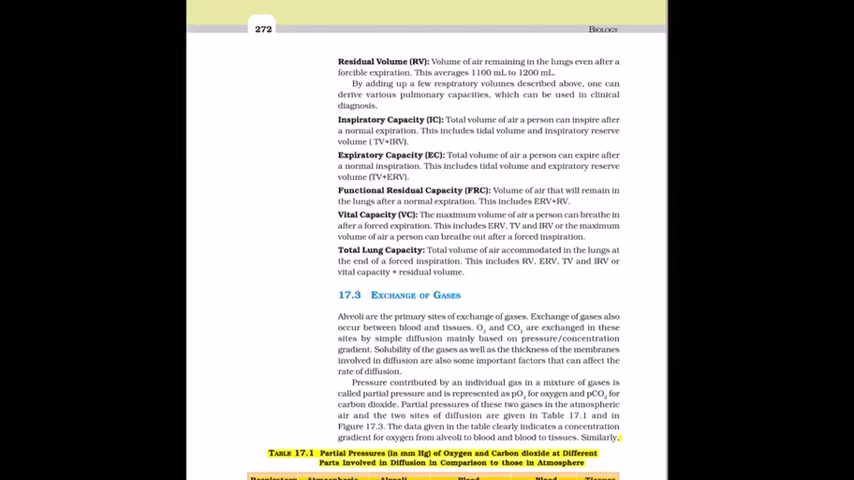 272
BIOLOGY
Residual Volume (RV): Volume of air remaining in the lungs even after a
forcible expiration. This averages 1100 mL to 1200 mL.
By adding up a few respiratory volumes described above, one can
derive various pulmonary capacities, which can be used in clinical
diagnosis.
Inspiratory Capacity (IC): Total volume of air a person can inspire after
a normal expiration. This includes tidal volume and inspiratory reserve
volume ( TV+IRV).
Expiratory Capacity (EC): Total volume of air a person can expire after
a normal inspiration. This includes tidal volume and expiratory reserve
volume (TV+ERV).
Functional Residual Capacity (FRC): Volume of air that will remain in
the lungs after a normal expiration. This includes ERV+RV.
Vital Capacity (VC): The maximum volume of air a person can breathe in
after a forced expiration. This includes ERV, TV and IRV or the maximum
volume of air a person can breathe out after a forced inspiration.
Total Lung Capacity: Total volume of air accommodated in the lungs at
the end of a forced inspiration. This includes RV, ERV, TV and IRV or
vital capacity + residual volume.
17.3 EXCHANGE OF GASES
Alveoli are the primary sites of exchange of gases. Exchange of gases also
occur between blood and tissues. O₂ and CO₂ are exchanged in these
sites by simple diffusion mainly based on pressure/concentration
gradient. Solubility of the gases as well as the thickness of the membranes
involved in diffusion are also some important factors that can affect the
rate of diffusion.
Pressure contributed by an individual gas in a mixture of gases is
called partial pressure and is represented as pO₂ for oxygen and pCO₂ for
carbon dioxide. Partial pressures of these two gases in the atmospheric
air and the two sites of diffusion are given in Table 17.1 and in
Figure 17.3. The data given in the table clearly indicates a concentration
gradient for oxygen from alveoli to blood and blood to tissues. Similarly,
TABLE 17.1 Partial Pressures (in mm Hg) of Oxygen and Carbon dioxide at Different
Parts Involved in Diffusion in Comparison to those in Atmosphere
Respiratory Atmospheric Alveoli Blood Blood Tissues